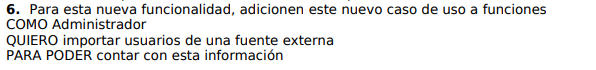 6. Para esta nueva funcionalidad, adicionen este nuevo caso de uso a funciones
COMO Administrador
QUIERO importar usuarios de una fuente externa
PARA PODER contar con esta información